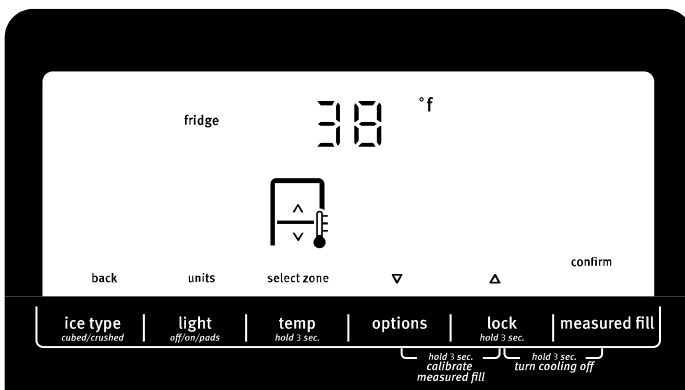 fridge 38 °f
back units select zone ▽ △ confirm
ice type light temp options lock measured fill
cubed/crushed off/on/pads hold 3 sec. hold 3 sec.
hold 3 sec. hold 3 sec.
calibrate turn cooling off
measured fill